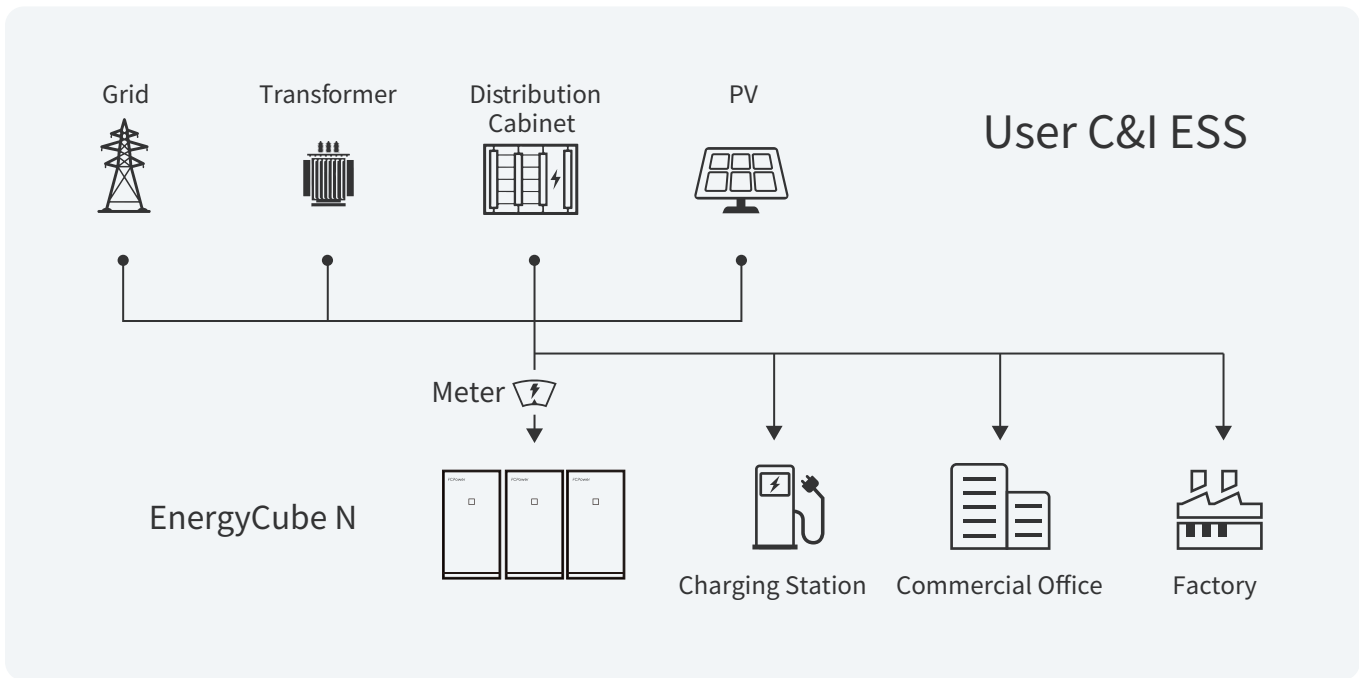 Grid
Transformer
Distribution
Cabinet
PV
User C&I ESS
Meter
EnergyCube N
Charging Station
Commercial Office
Factory